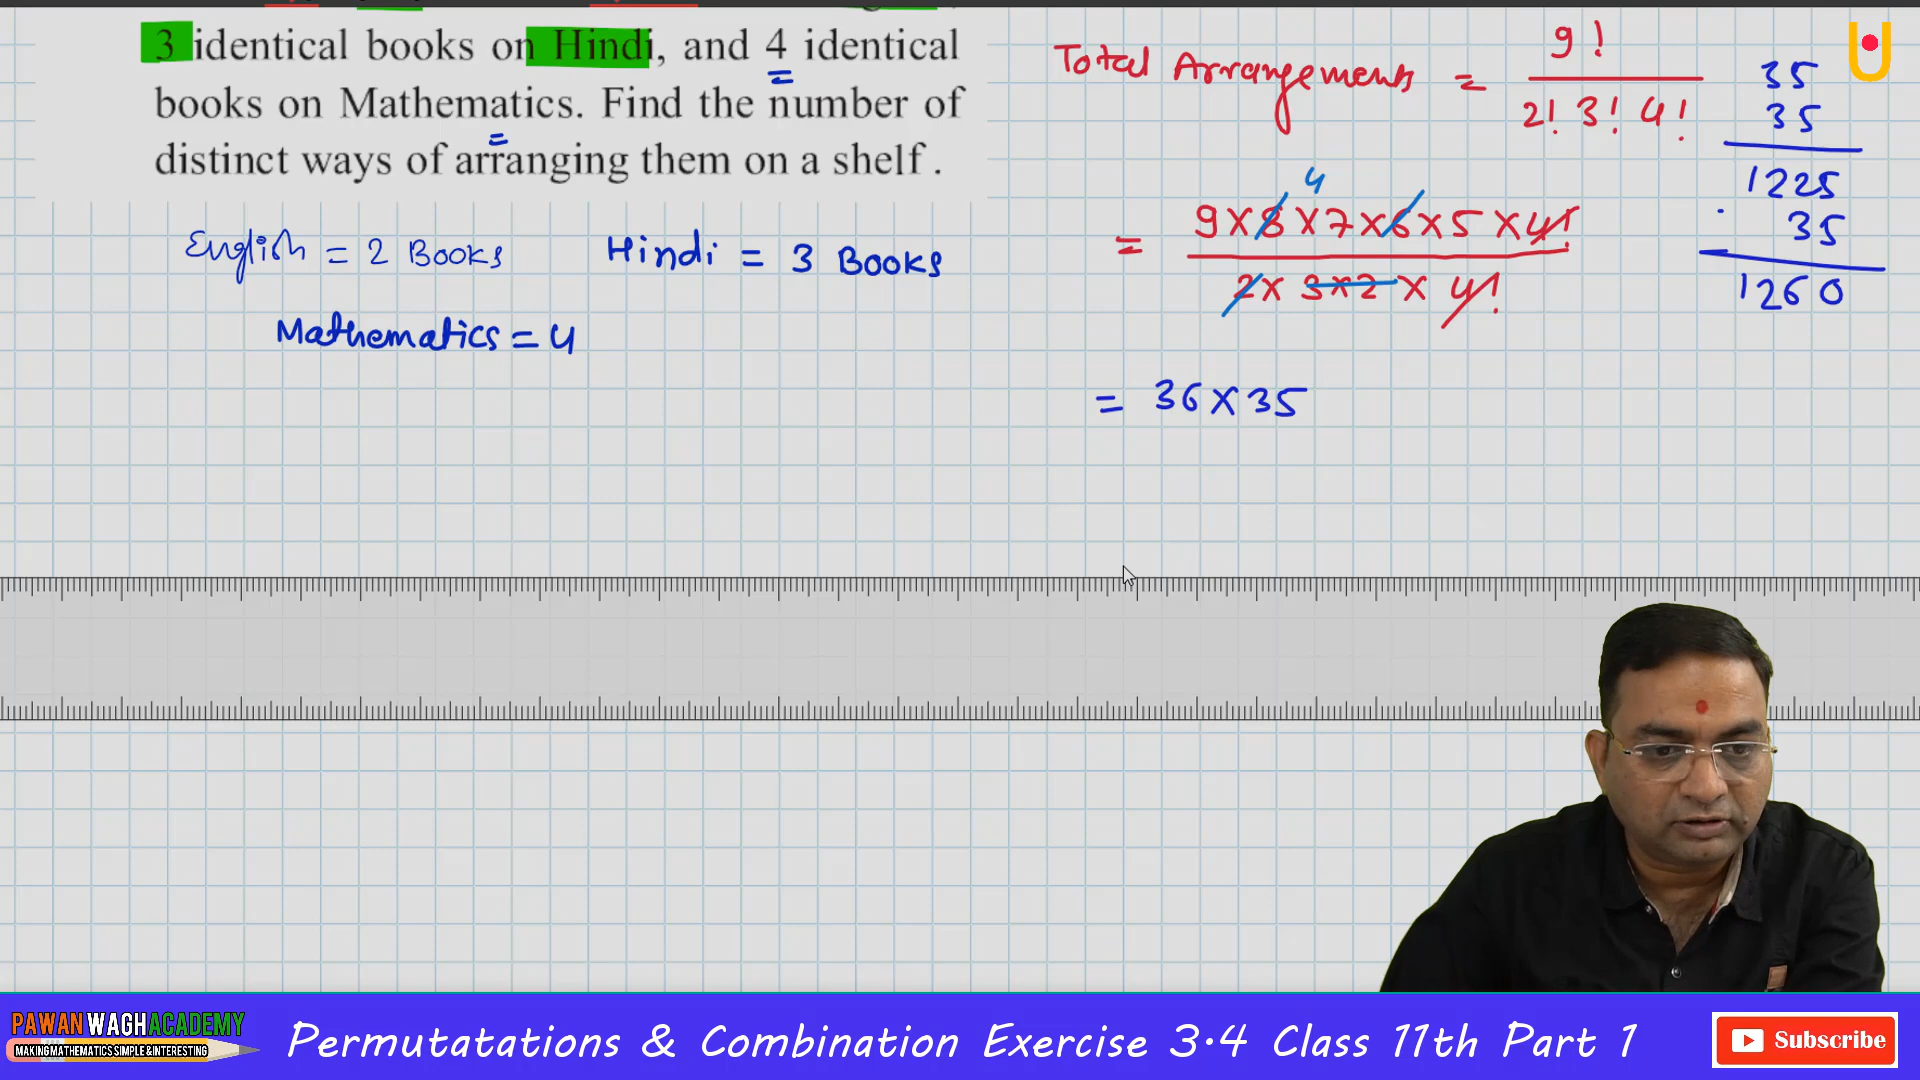 3 identical books on Hindi, and 4 identical
books on Mathematics. Find the number of
distinct ways of arranging them on a shelf .
English = 2 Books
Hindi = 3 Books
Mathematics = 4
Total Arrangements = 9! / 2! 3! 4!
4
= 9 x 8 x 7 x 6 x 5 x 4! / 2 x 3 x 2 x 4!
= 36 x 35
35
35
1225
35
1260
PAWAN WAGH ACADEMY
MAKING MATHEMATICS SIMPLE & INTERESTING
Permutatations & Combination Exercise 3.4 Class 11th Part 1
Subscribe